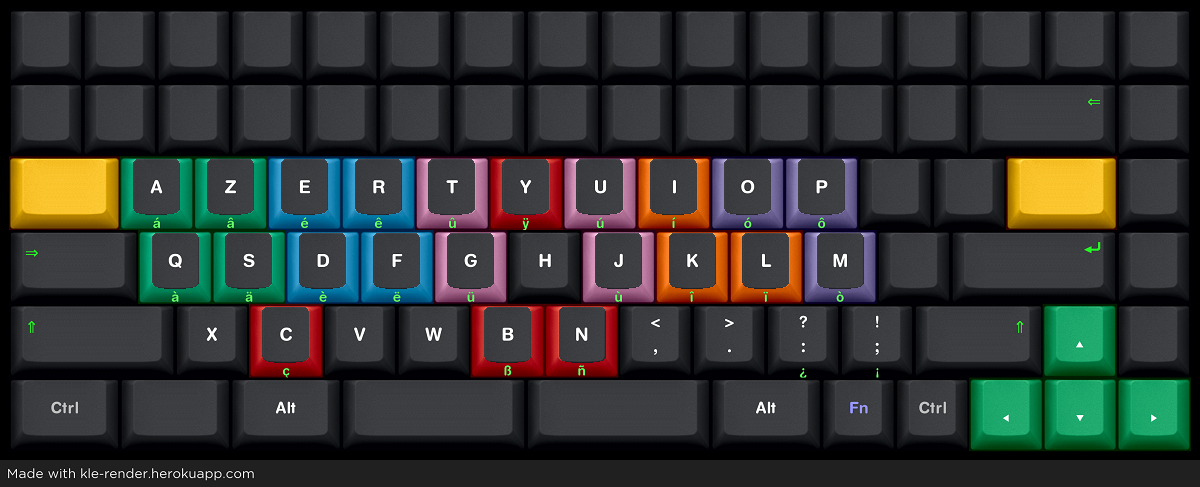 ⇐
A Z E R T Y U I O P
á â é ê û ÿ ú í ó ô
⇒ Q S D F G H J K L M ↵
à ä è ë ü ù î ï ò
⇑ X C V W B N < > ? ! ⇑ ▲
, . : ;
ç ß ñ ¿ ¡
Ctrl Alt Alt Fn Ctrl ◂ ▾ ▸
Made with kle-render.herokuapp.com